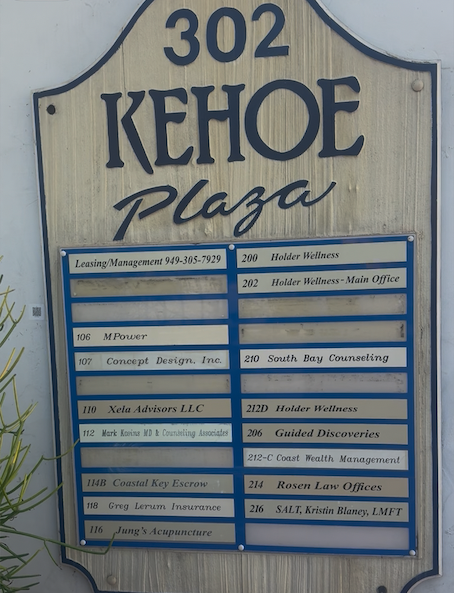 302
KEHOE
Plaza
Leasing/Management 949-305-7929
106 MPower
107 Concept Design, Inc.
110 Xela Advisors LLC
112 Mark Kosins MD & Counseling Associates
114B Coastal Key Escrow
118 Greg Lerum Insurance
116 Jung's Acupuncture
200 Holder Wellness
202 Holder Wellness - Main Office
210 South Bay Counseling
212D Holder Wellness
206 Guided Discoveries
212-C Coast Wealth Management
214 Rosen Law Offices
216 SALT, Kristin Blaney, LMFT